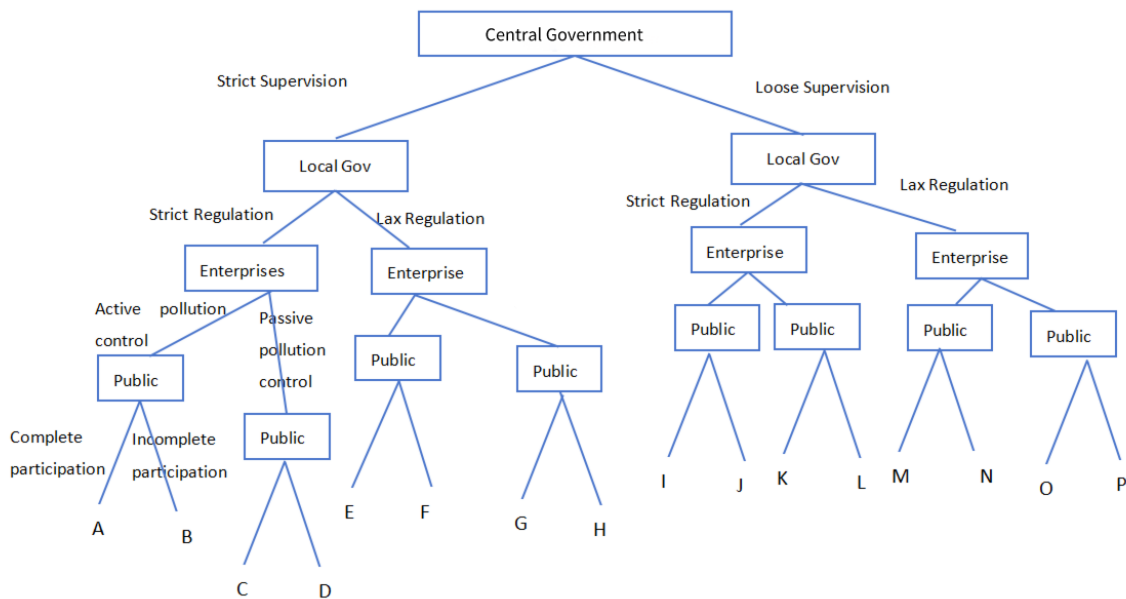 Central Government
Strict Supervision
Loose Supervision
Local Gov
Local Gov
Strict Regulation
Lax Regulation
Strict Regulation
Lax Regulation
Enterprises
Enterprise
Enterprise
Enterprise
Active pollution
control
Passive
pollution
control
Public
Public
Public
Public
Public
Public
Public
Public
Complete
participation
Incomplete
participation
A
B
C
D
E
F
G
H
I
J
K
L
M
N
O
P